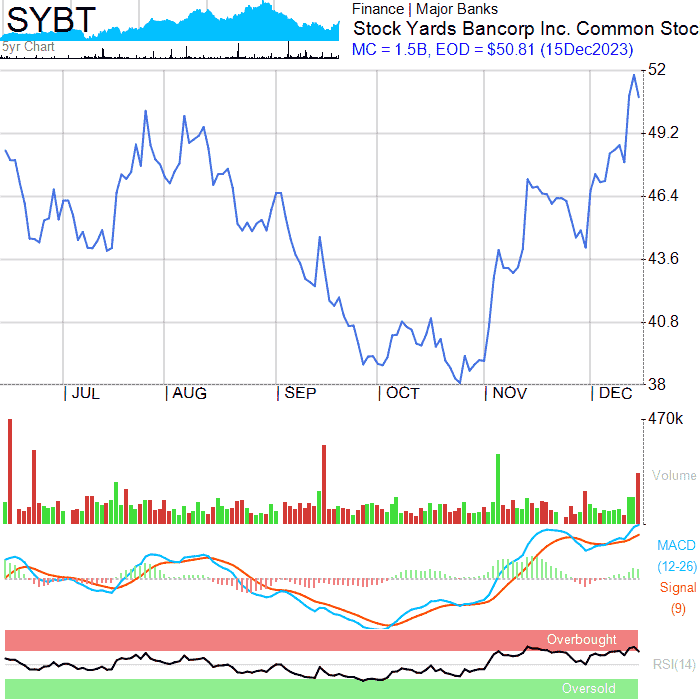 SYBT
5yr Chart
Finance | Major Banks
Stock Yards Bancorp Inc. Common Stoc
MC = 1.5B, EOD = $50.81 (15Dec2023)
52
49.2
46.4
43.6
40.8
38
| JUL | AUG | SEP | OCT | NOV | DEC
470k
Volume
MACD
(12-26)
Signal
(9)
Overbought
RSI(14)
Oversold